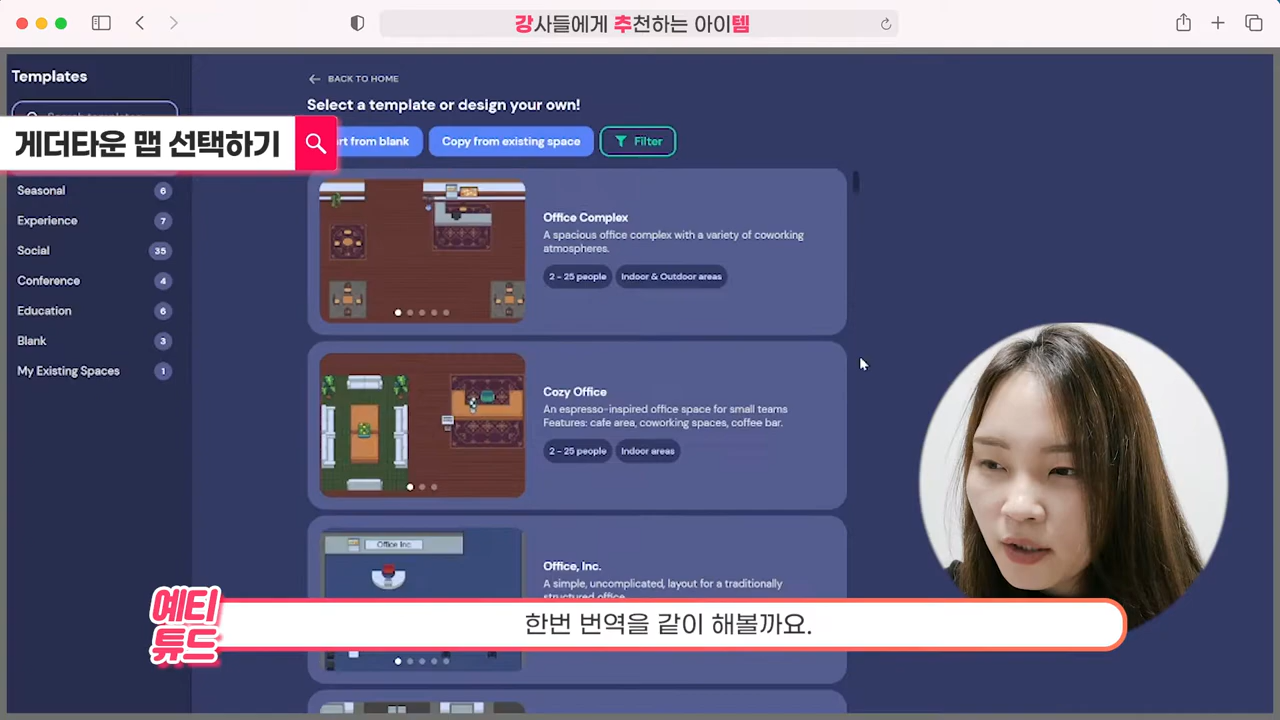 강사들에게 추천하는 아이템
Templates
BACK TO HOME
Select a template or design your own!
게더타운 맵 선택하기
rt from blank
Copy from existing space
Filter
Seasonal 6
Experience 7
Social 35
Conference 4
Education 6
Blank 3
My Existing Spaces 1
Office Complex
A spacious office complex with a variety of coworking
atmospheres.
2 - 25 people
Indoor & Outdoor areas
Cozy Office
An espresso-inspired office space for small teams
Features: cafe area, coworking spaces, coffee bar.
2 - 25 people
Indoor areas
Office Inc.
Office, Inc.
A simple, uncomplicated, layout for a traditionally
structured office
예티
튜드
한번 번역을 같이 해볼까요.